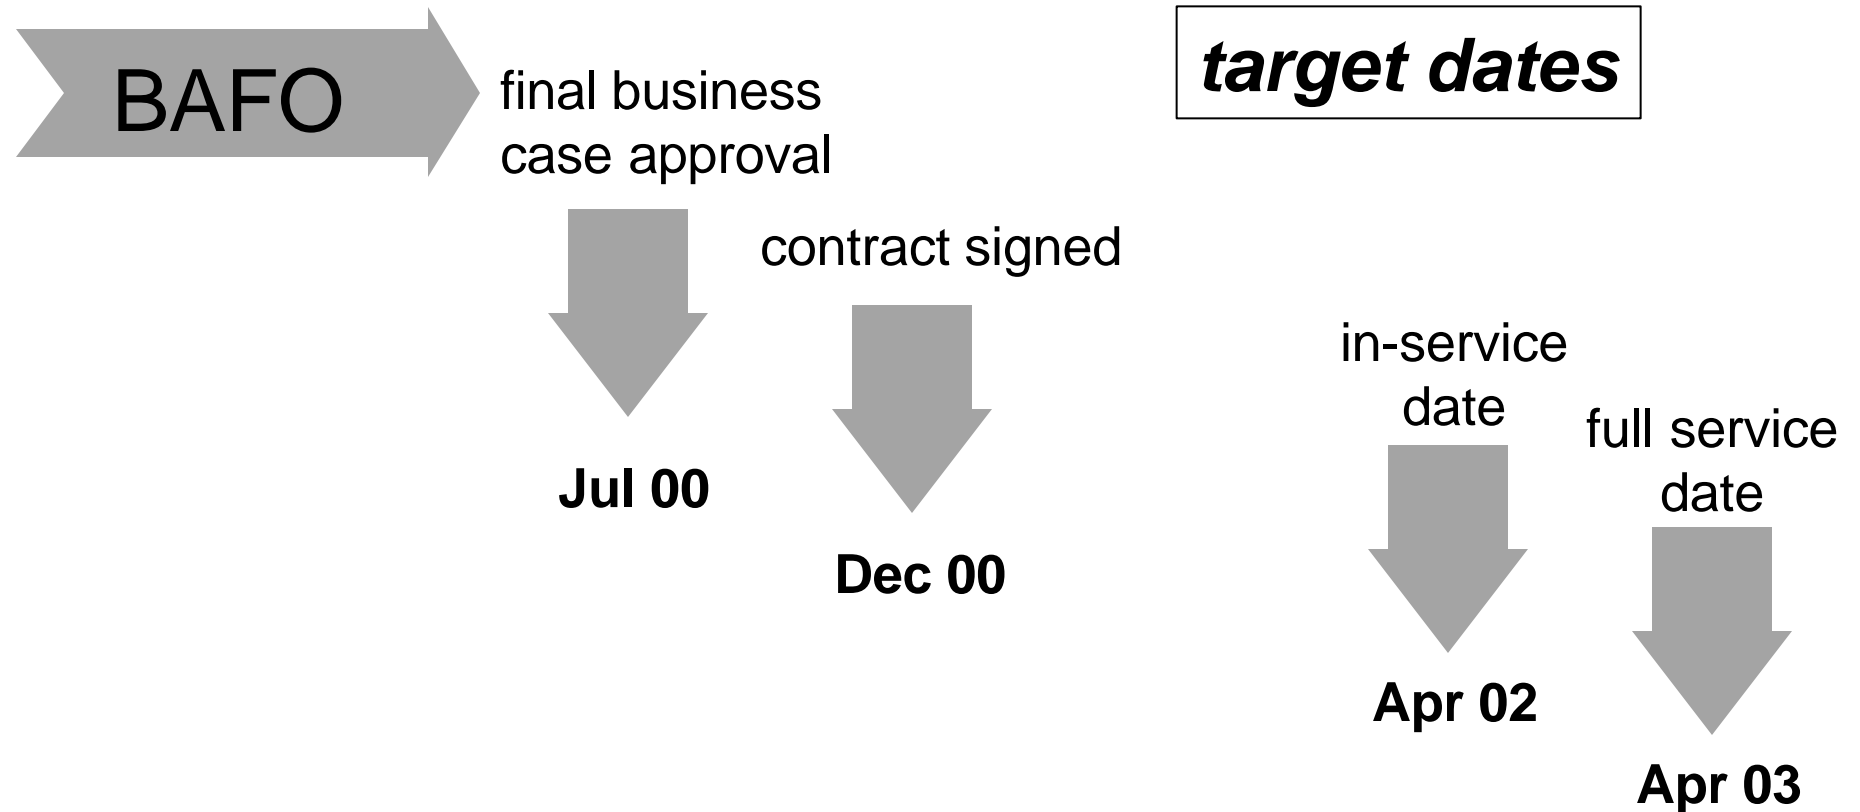 BAFO
target dates
final business
case approval
contract signed
in-service
date
full service
date
Jul 00
Dec 00
Apr 02
Apr 03